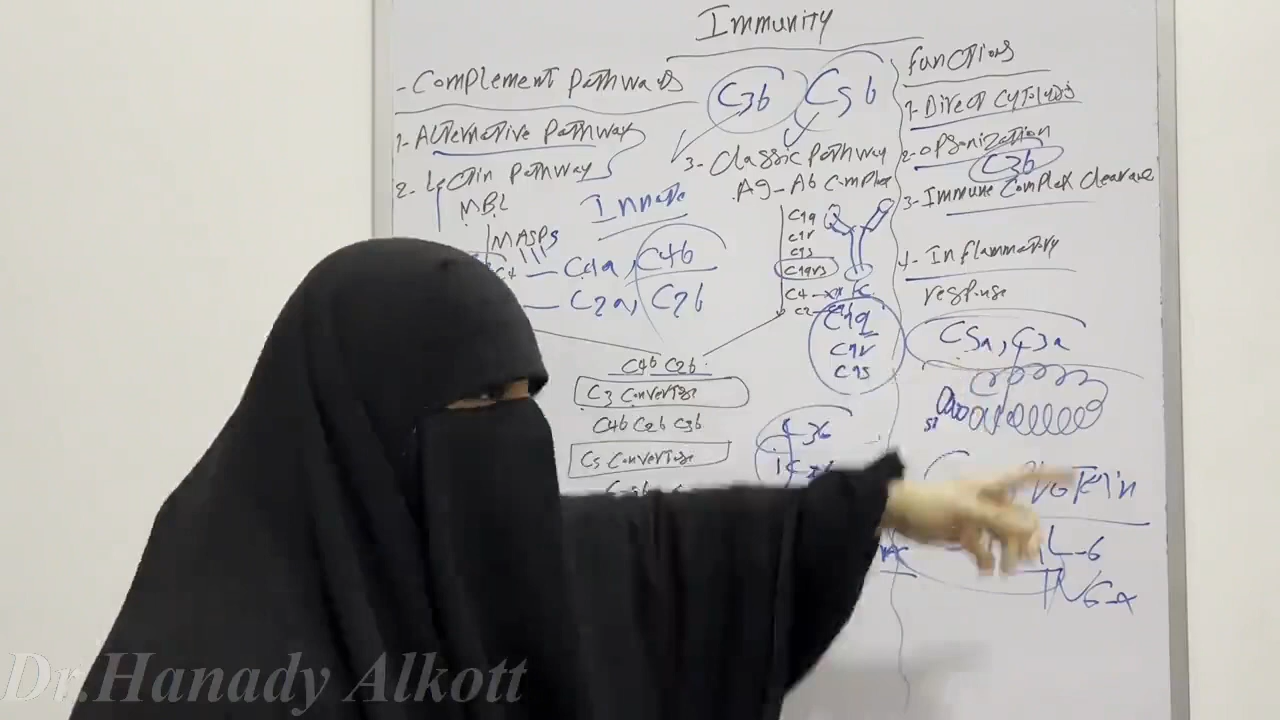 Immunity
- Complement Pathways
C3b C5b
1- Alternative Pathway
2- Lectin Pathway
MBL
Innate
MASPs
C4 — C4a, C4b
— C2a, C2b
3- Classic Pathway
Ag - Ab Complex
C1q
C1r
C1s
C1qrs
C4
C2
C1q
C1r
C1s
C4b C2b
C3 Convertase
C4b C2b C3b
C5 Convertase
C3b
Functions
1- Direct Cytolysis
2- Opsonization
C3b
3- Immune Complex Clearance
4- Inflammatory
response
C5a, C3a
IL-6
Dr.Hanady Alkott